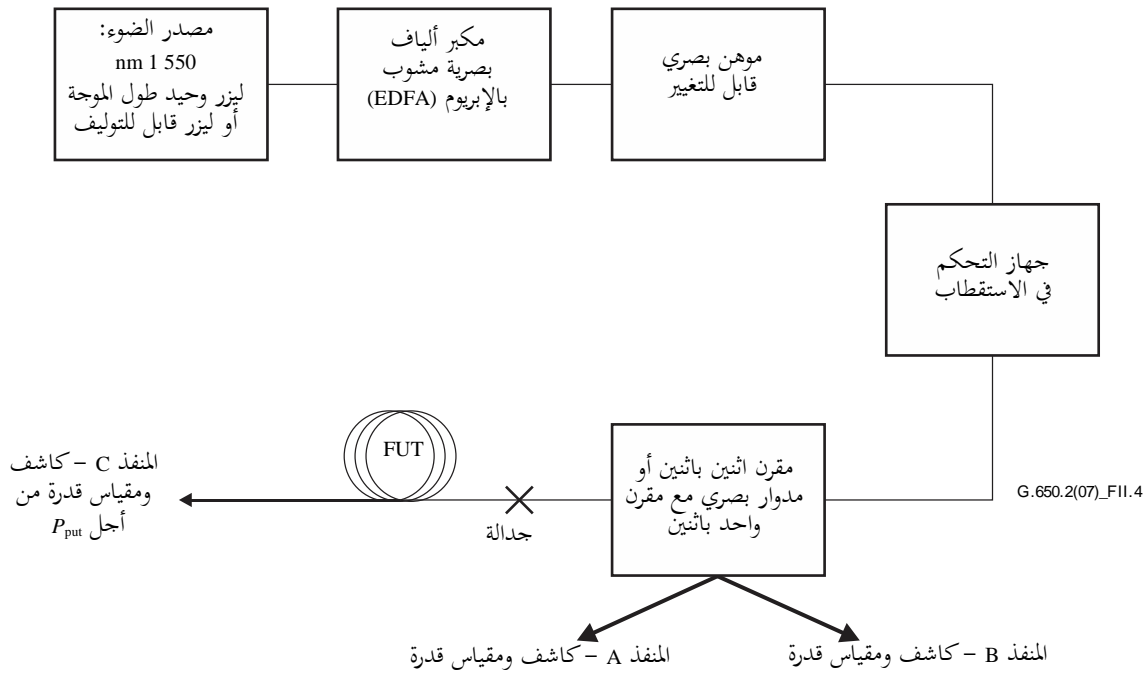 مصدر الضوء:
nm 1 550
ليزر وحيد طول الموجة
أو ليزر قابل للتوليف
مكبر ألياف
بصرية مشوب
بالإبريوم (EDFA)
موهن بصري
قابل للتغيير
جهاز التحكم
في الاستقطاب
المنفذ C – كاشف
ومقياس قدرة من
أجل Pput
FUT
جدالة
مقرن اثنين باثنين أو
مدوار بصري مع مقرن
واحد باثنين
G.650.2(07)_FII.4
المنفذ A – كاشف ومقياس قدرة
المنفذ B – كاشف ومقياس قدرة